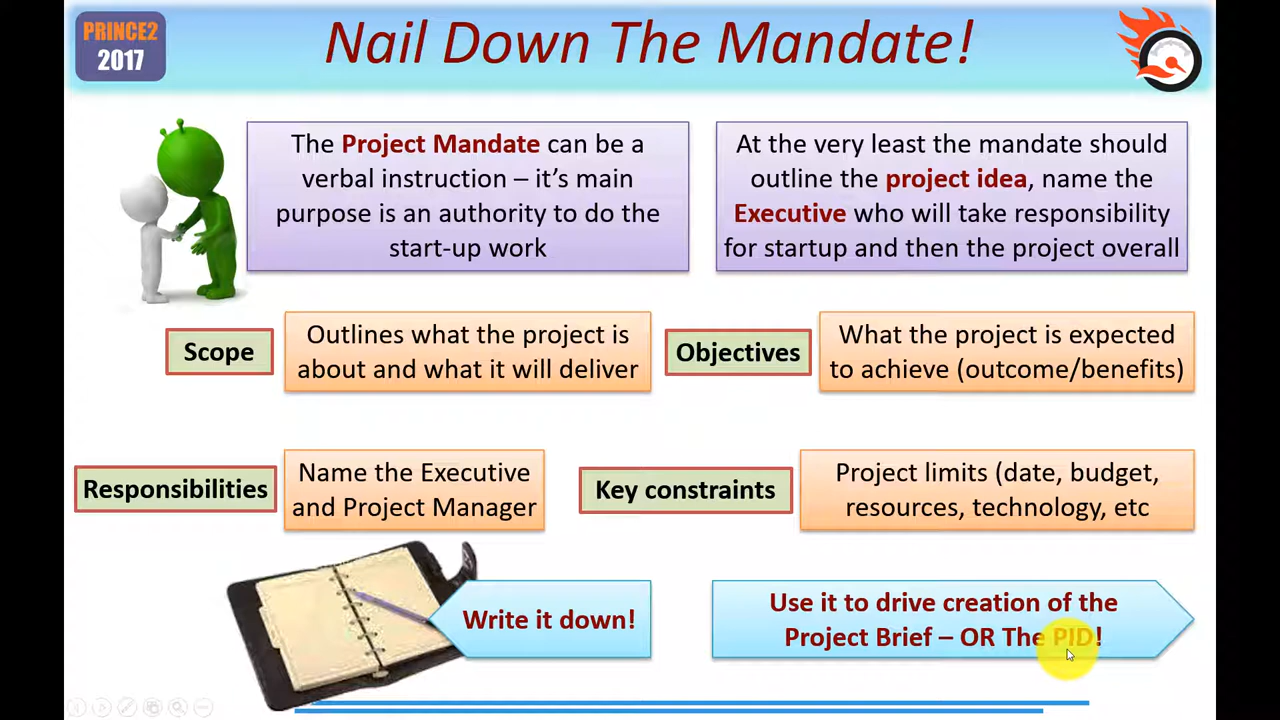 PRINCE2
2017
Nail Down The Mandate!
The Project Mandate can be a
verbal instruction – it's main
purpose is an authority to do the
start-up work
At the very least the mandate should
outline the project idea, name the
Executive who will take responsibility
for startup and then the project overall
Scope
Outlines what the project is
about and what it will deliver
Objectives
What the project is expected
to achieve (outcome/benefits)
Responsibilities
Name the Executive
and Project Manager
Key constraints
Project limits (date, budget,
resources, technology, etc
Write it down!
Use it to drive creation of the
Project Brief – OR The PID!